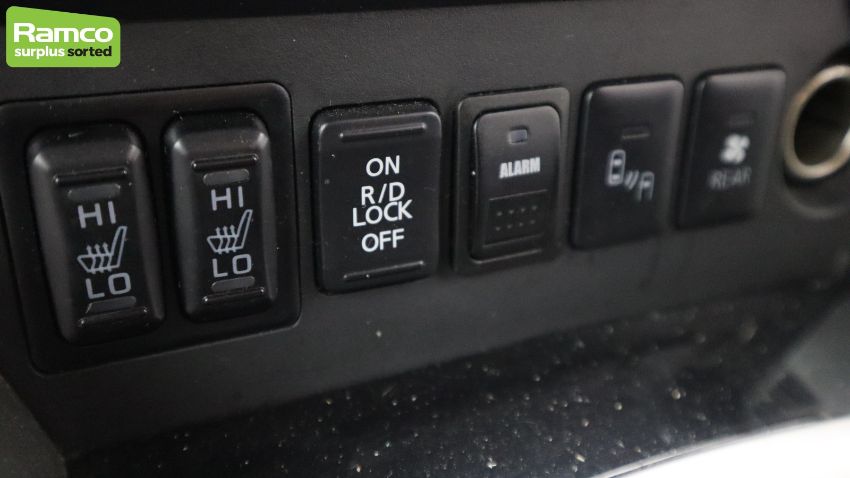 Ramco
surplus sorted
HI
LO
HI
LO
ON
R/D
LOCK
OFF
ALARM
REAR